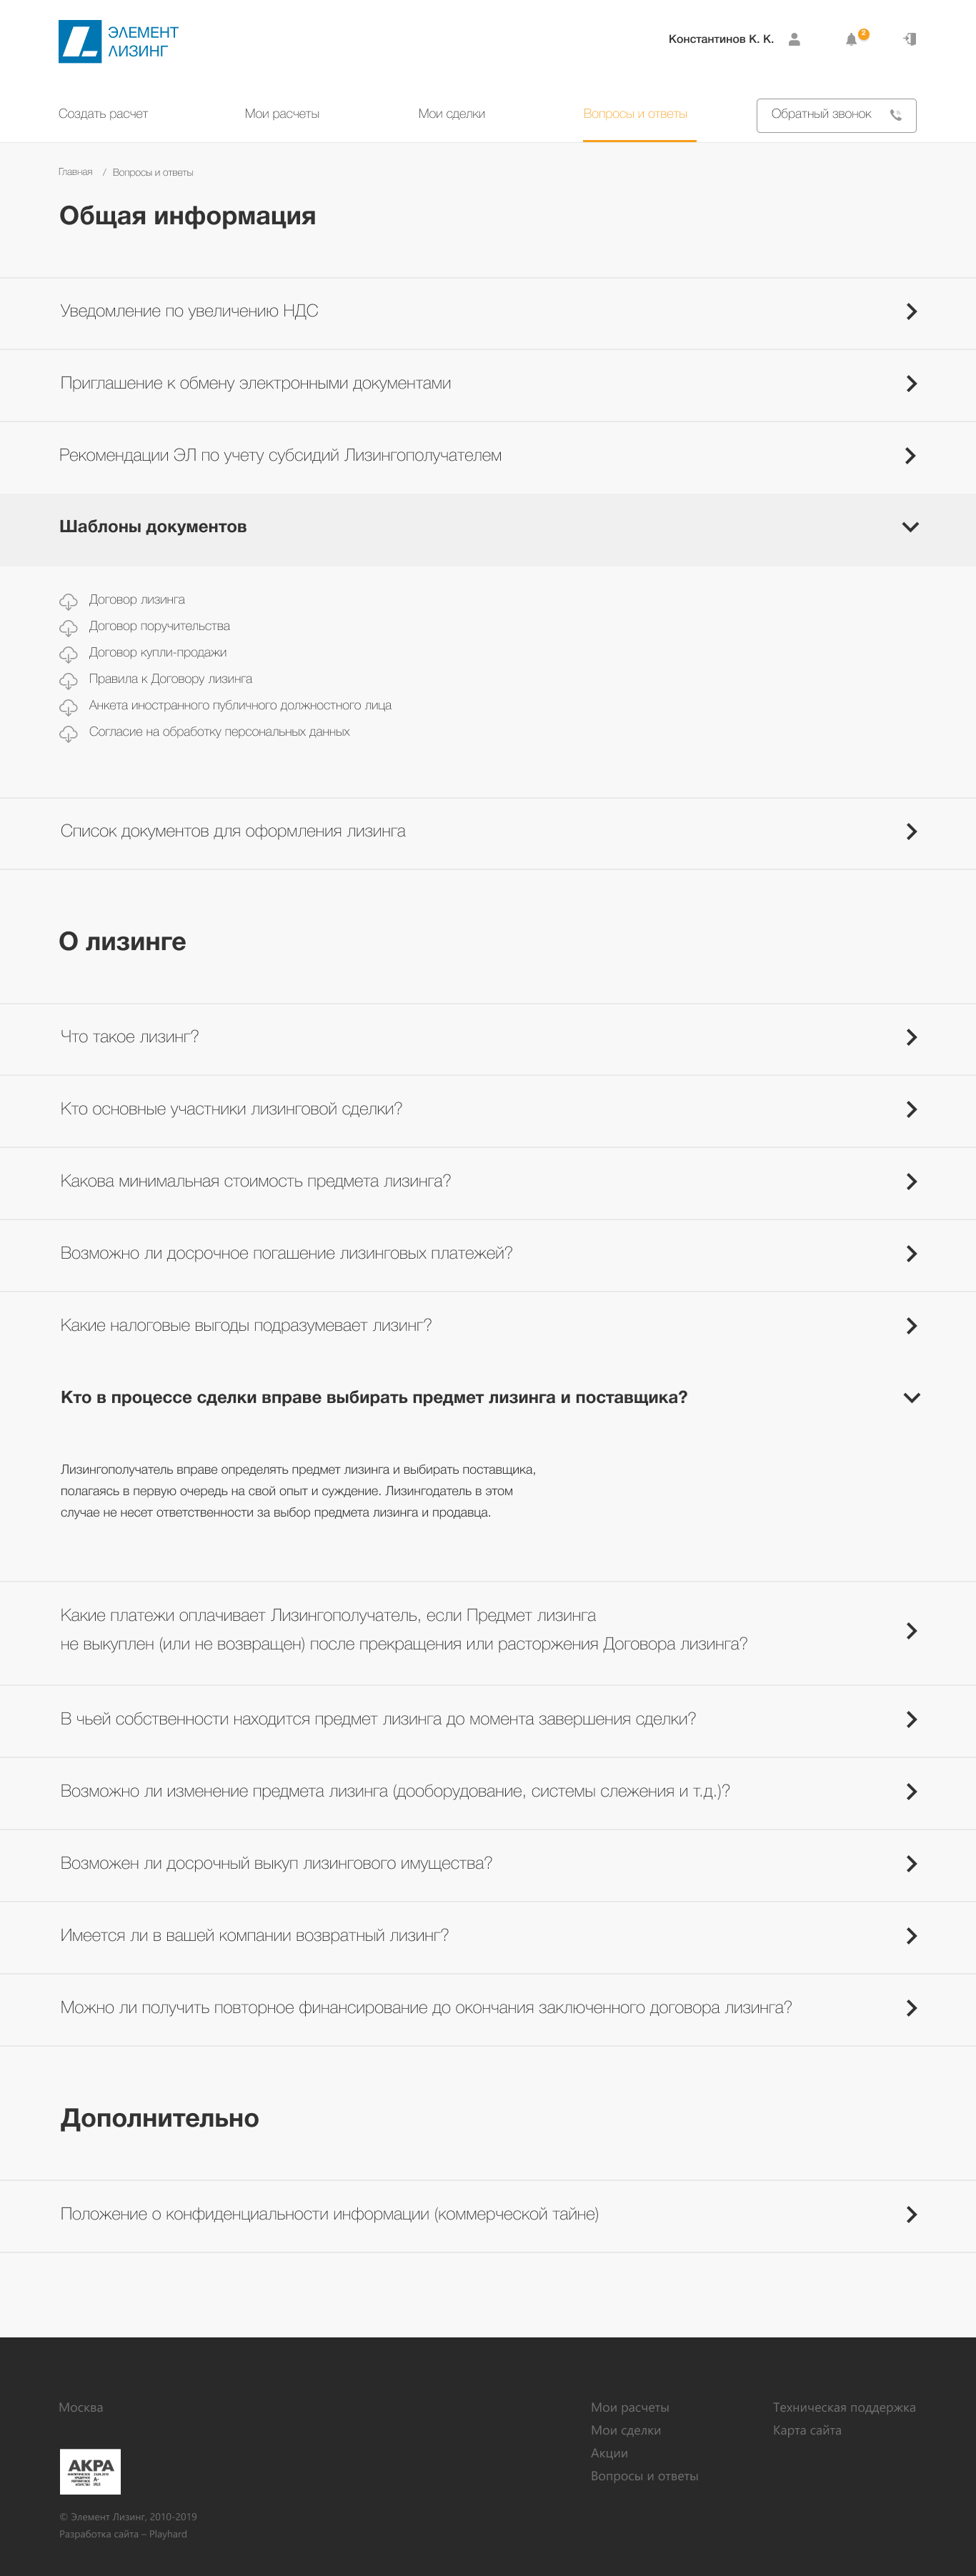 ЭЛЕМЕНТ
ЛИЗИНГ
Константинов К. К.
2
Создать расчет
Мои расчеты
Мои сделки
Вопросы и ответы
Обратный звонок
Главная / Вопросы и ответы
Общая информация
Уведомление по увеличению НДС
Приглашение к обмену электронными документами
Рекомендации ЭЛ по учету субсидий Лизингополучателем
Шаблоны документов
Договор лизинга
Договор поручительства
Договор купли-продажи
Правила к Договору лизинга
Анкета иностранного публичного должностного лица
Согласие на обработку персональных данных
Список документов для оформления лизинга
О лизинге
Что такое лизинг?
Кто основные участники лизинговой сделки?
Какова минимальная стоимость предмета лизинга?
Возможно ли досрочное погашение лизинговых платежей?
Какие налоговые выгоды подразумевает лизинг?
Кто в процессе сделки вправе выбирать предмет лизинга и поставщика?
Лизингополучатель вправе определять предмет лизинга и выбирать поставщика,
полагаясь в первую очередь на свой опыт и суждение. Лизингодатель в этом
случае не несет ответственности за выбор предмета лизинга и продавца.
Какие платежи оплачивает Лизингополучатель, если Предмет лизинга
не выкуплен (или не возвращен) после прекращения или расторжения Договора лизинга?
В чьей собственности находится предмет лизинга до момента завершения сделки?
Возможно ли изменение предмета лизинга (дооборудование, системы слежения и т.д.)?
Возможен ли досрочный выкуп лизингового имущества?
Имеется ли в вашей компании возвратный лизинг?
Можно ли получить повторное финансирование до окончания заключенного договора лизинга?
Дополнительно
Положение о конфиденциальности информации (коммерческой тайне)
Москва
Мои расчеты
Мои сделки
Акции
Вопросы и ответы
Техническая поддержка
Карта сайта
АКРА
© Элемент Лизинг, 2010-2019
Разработка сайта – Playhard